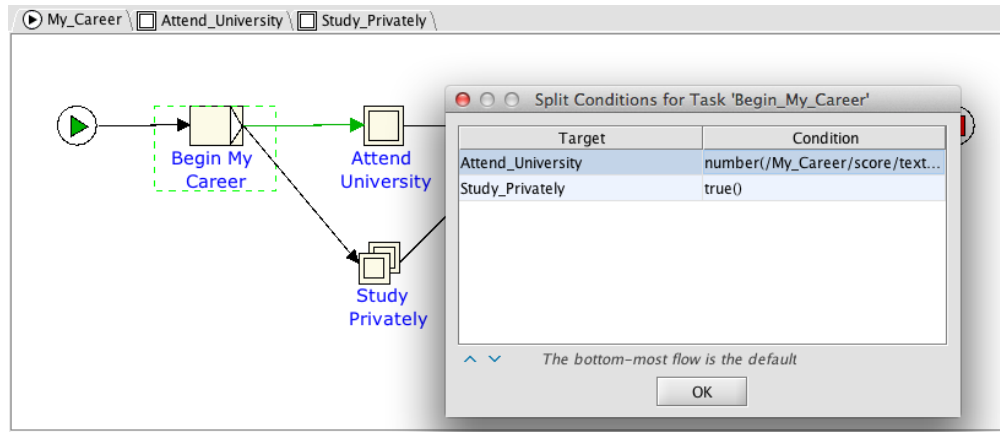 My_Career
Attend_University
Study_Privately
Split Conditions for Task 'Begin_My_Career'
Target Condition
Attend_University number(/My_Career/score/text...
Study_Privately true()
The bottom-most flow is the default
OK
Begin My
Career
Attend
University
Study
Privately